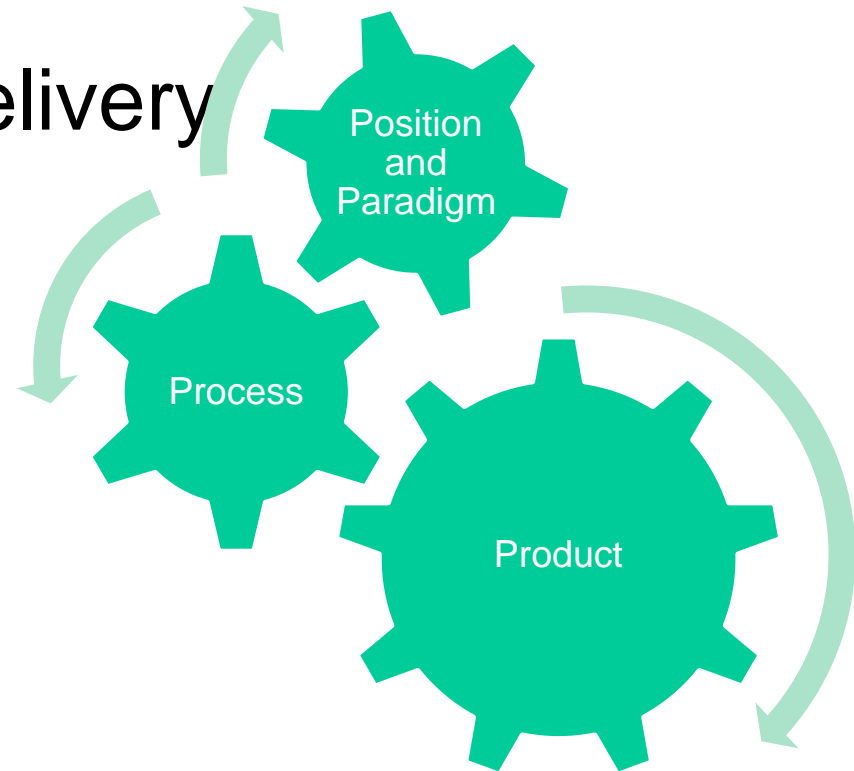 elivery
Position
and
Paradigm
Process
Product